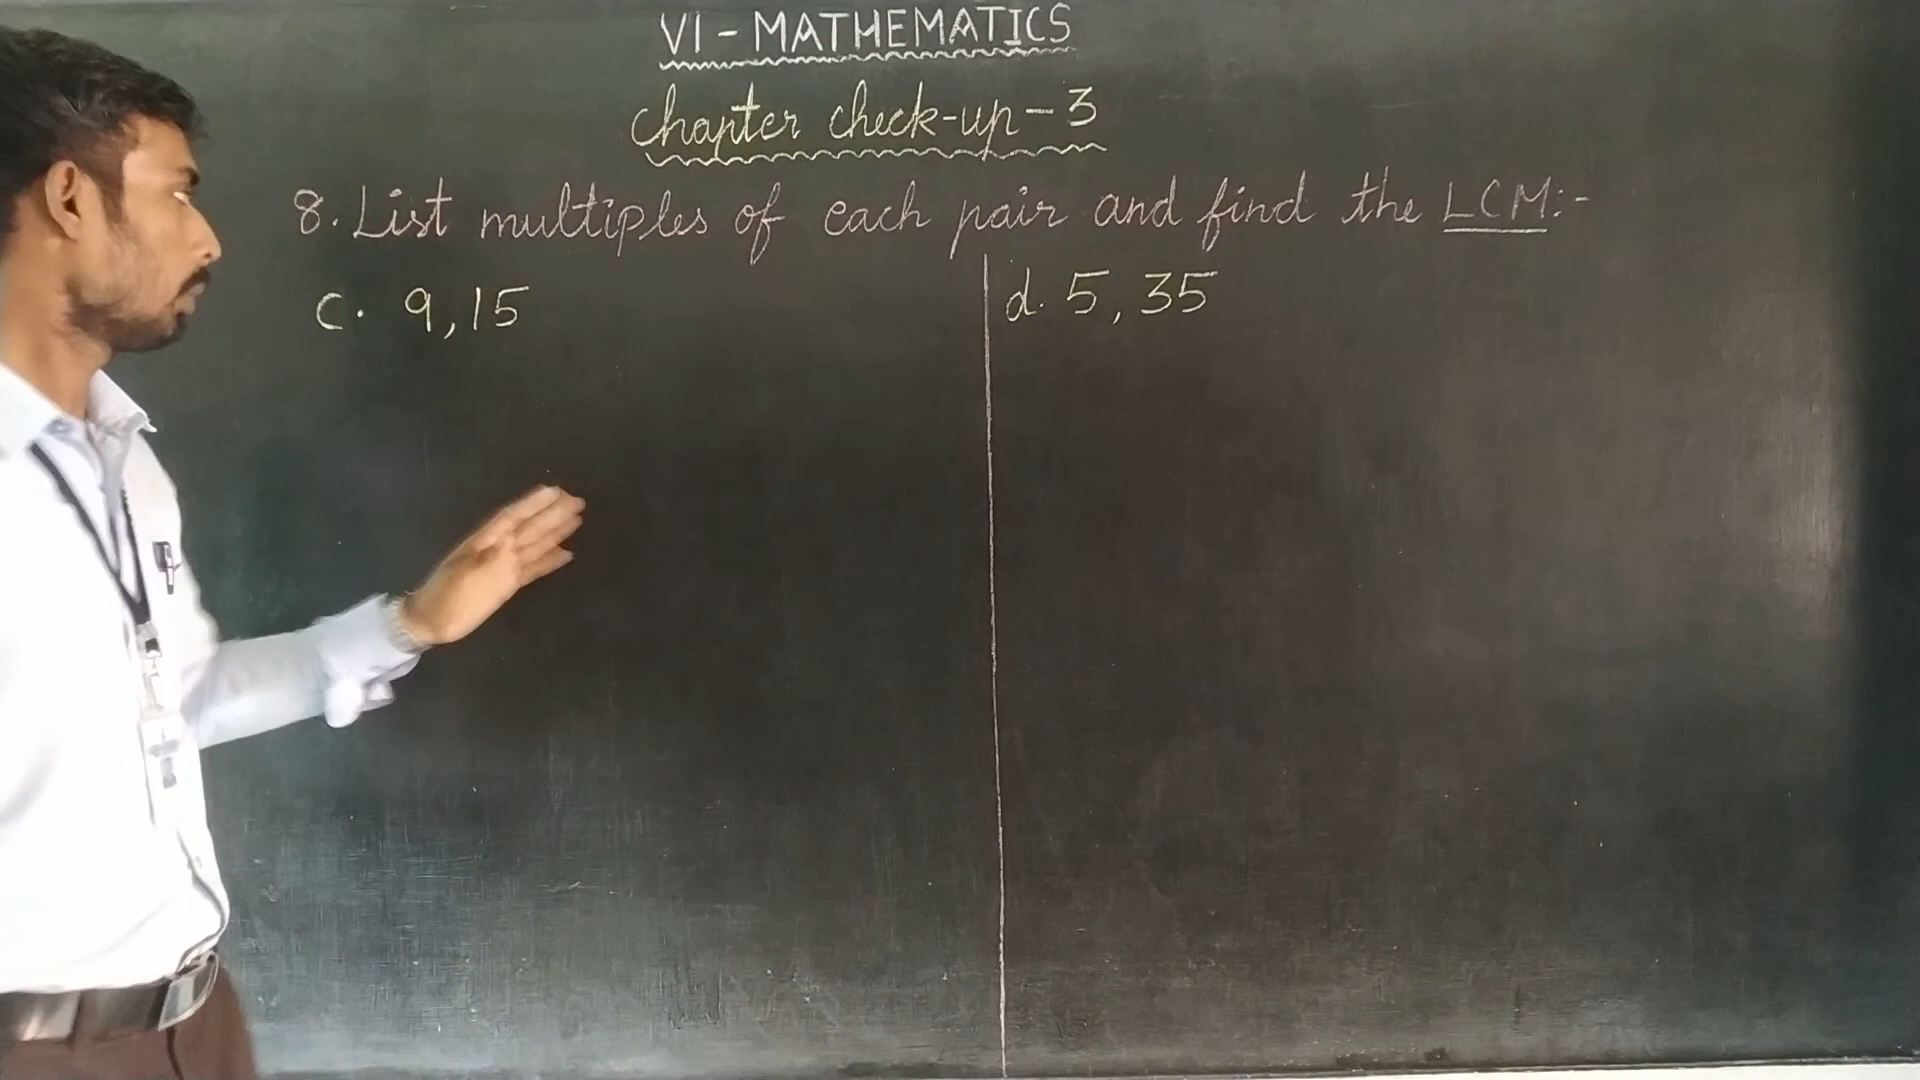 VI - MATHEMATICS
Chapter check-up - 3
8. List multiples of each pair and find the LCM:-
c. 9, 15
d. 5, 35